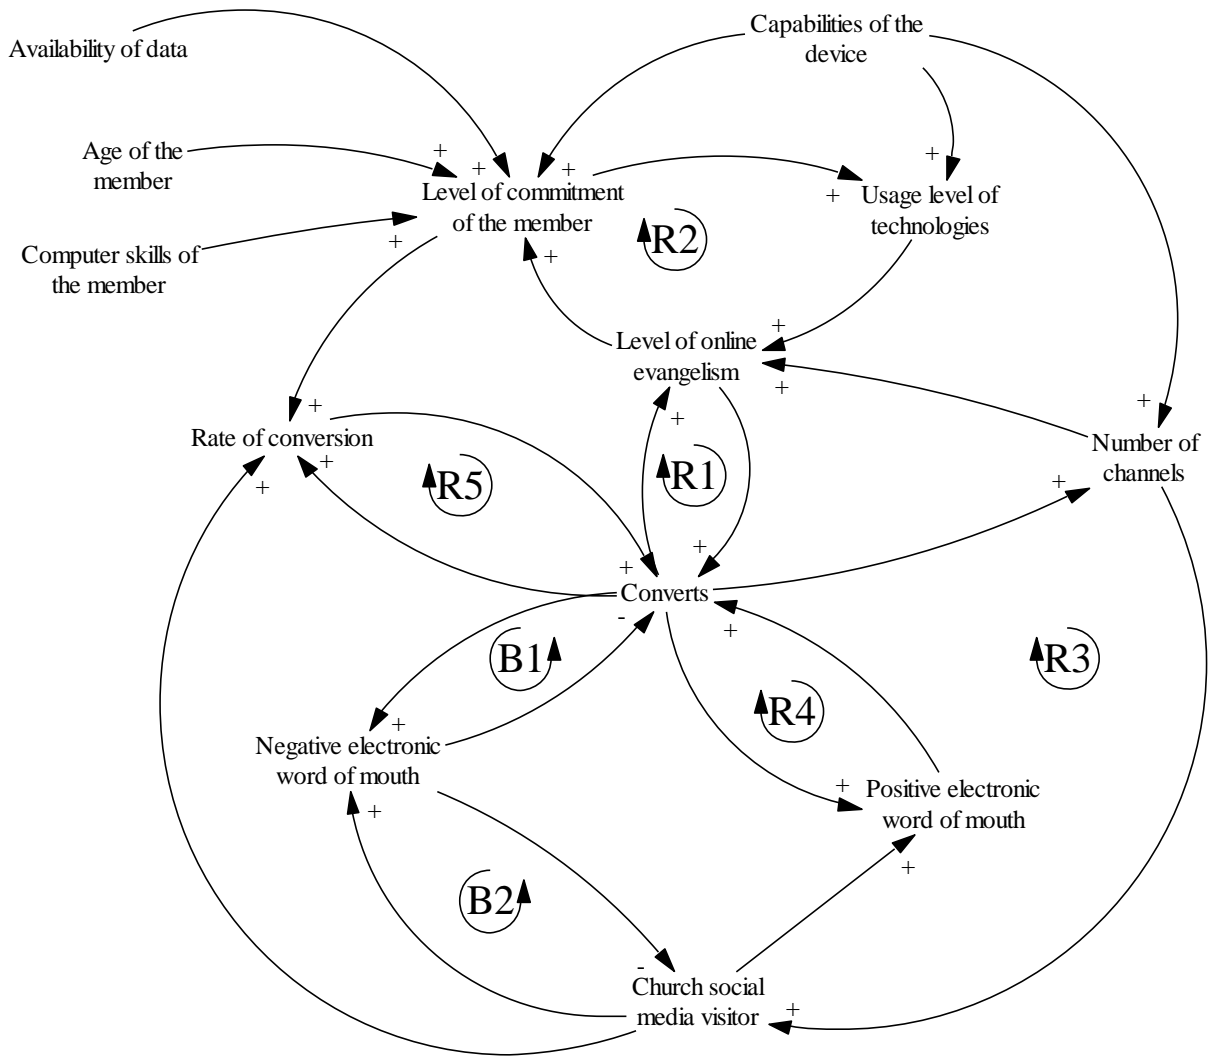 Capabilities of the
device
Availability of data
Age of the
member
+
+
+
+
Level of commitment
of the member
+
+
Usage level of
technologies
Computer skills of
the member
+
+
R2
+
Level of online
evangelism
+
+
+
+
Rate of conversion
+
+
+
Number of
channels
R5
R1
+
+
+
Converts
-
+
B1
R3
R4
+
Negative electronic
word of mouth
+
+
Positive electronic
word of mouth
+
B2
-
Church social
media visitor
+